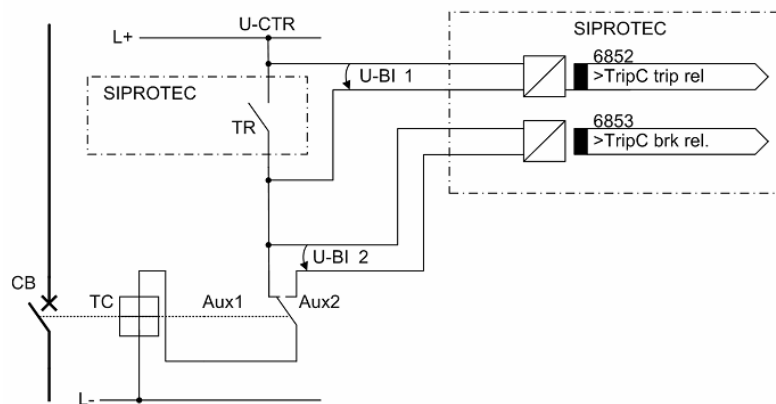 U-CTR
L+
SIPROTEC
TR
U-BI 1
SIPROTEC
6852
>TripC trip rel
6853
>TripC brk rel.
U-BI 2
CB
TC
Aux1
Aux2
L-